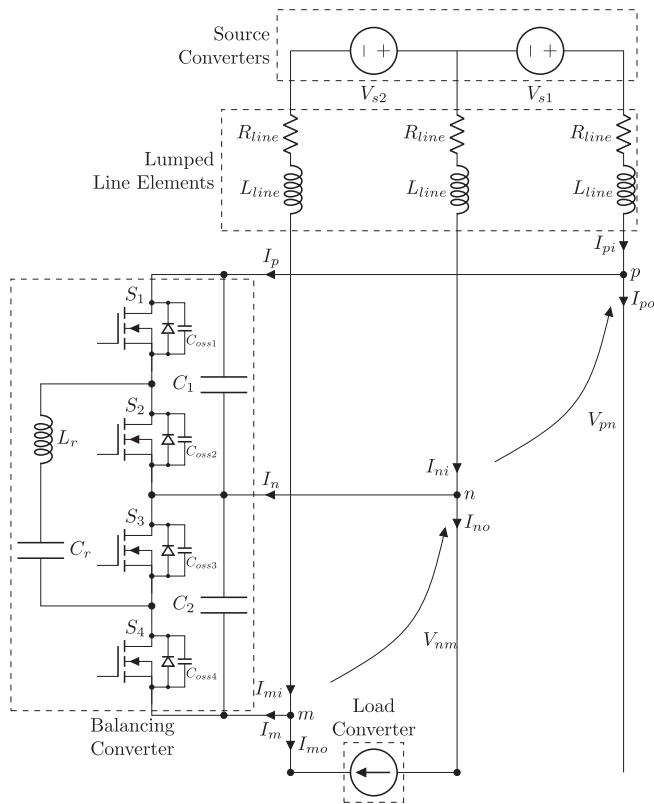 Source
Converters
V_{s2}
V_{s1}
Lumped
Line Elements
R_{line}
R_{line}
R_{line}
L_{line}
L_{line}
L_{line}
I_{pi}
I_p
p
I_{po}
S_1
C_{oss1}
C_1
L_r
S_2
C_{oss2}
V_{pn}
I_{ni}
I_n
n
I_{no}
S_3
C_r
C_{oss3}
C_2
V_{nm}
S_4
C_{oss4}
I_{mi}
m
I_m
I_{mo}
Balancing
Converter
Load
Converter